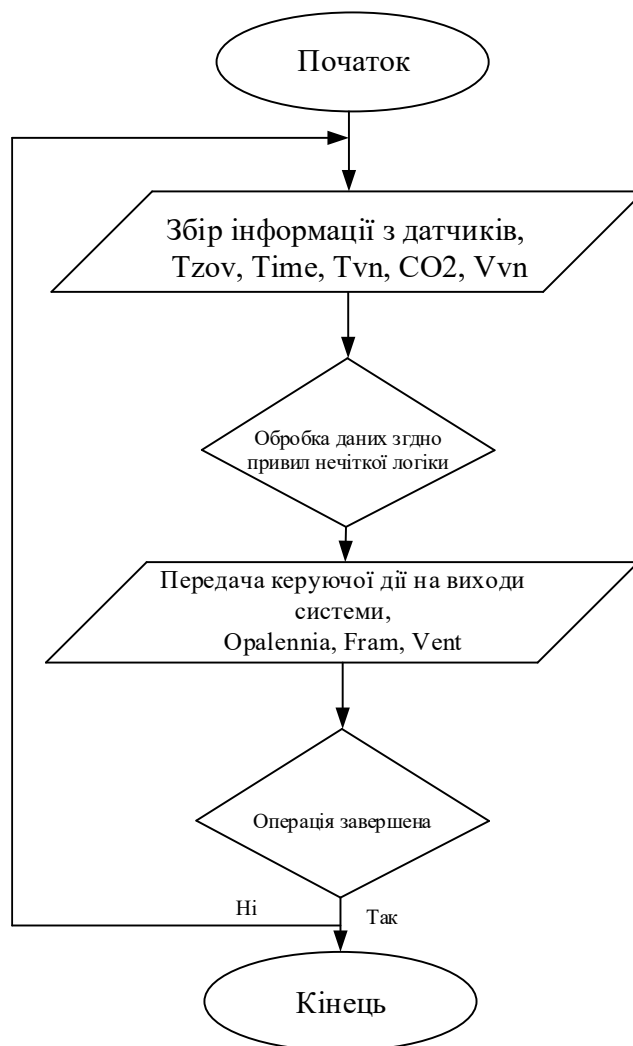 Початок
Збір інформації з датчиків,
Tzov, Time, Tvn, CO2, Vvn
Обробка даних згдно
привил нечіткої логіки
Передача керуючої дії на виходи
системи,
Opalennia, Fram, Vent
Операція завершена
Ні
Так
Кінець